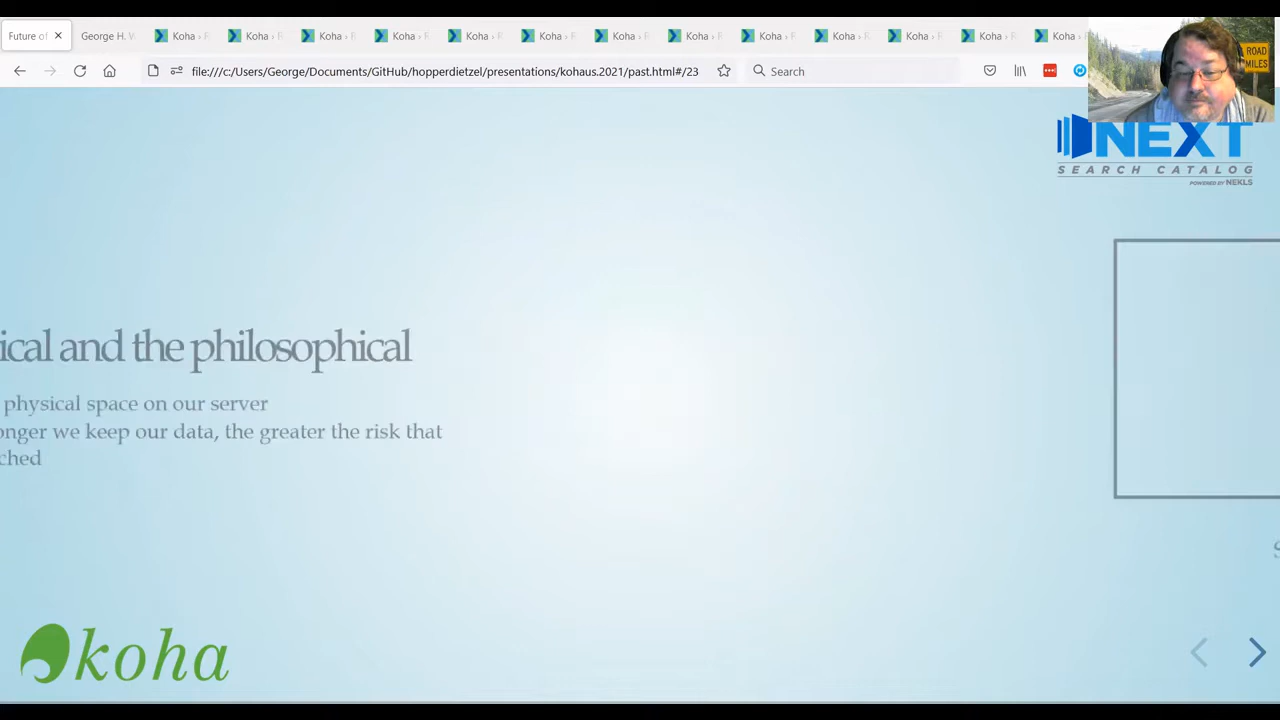 Future of
George H. W
Koha › R
Koha › R
Koha › R
Koha › R
Koha › R
Koha › R
Koha › R
Koha › R
Koha › R
Koha › R
Koha › R
Koha › R
Koha ›
file:///c:/Users/George/Documents/GitHub/hopperdietzel/presentation.kohaus.2021/past.html#/23
Search
ROAD
MILES
NEXT
SEARCH CATALOG
POWERED BY NEKLS
ical and the philosophical
physical space on our server
onger we keep our data, the greater the risk that
ched
koha